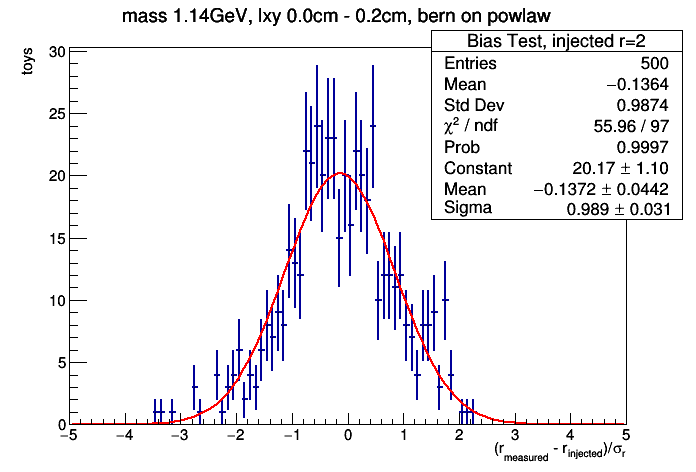 mass 1.14GeV, lxy 0.0cm - 0.2cm, bern on powlaw
toys
30
25
20
15
10
5
0
Bias Test, injected r=2
Entries 500
Mean −0.1364
Std Dev 0.9874
χ² / ndf 55.96 / 97
Prob 0.9997
Constant 20.17 ± 1.10
Mean −0.1372 ± 0.0442
Sigma 0.989 ± 0.031
−5 −4 −3 −2 −1 0 1 2 3 4 5
(r_measured - r_injected)/σ_r